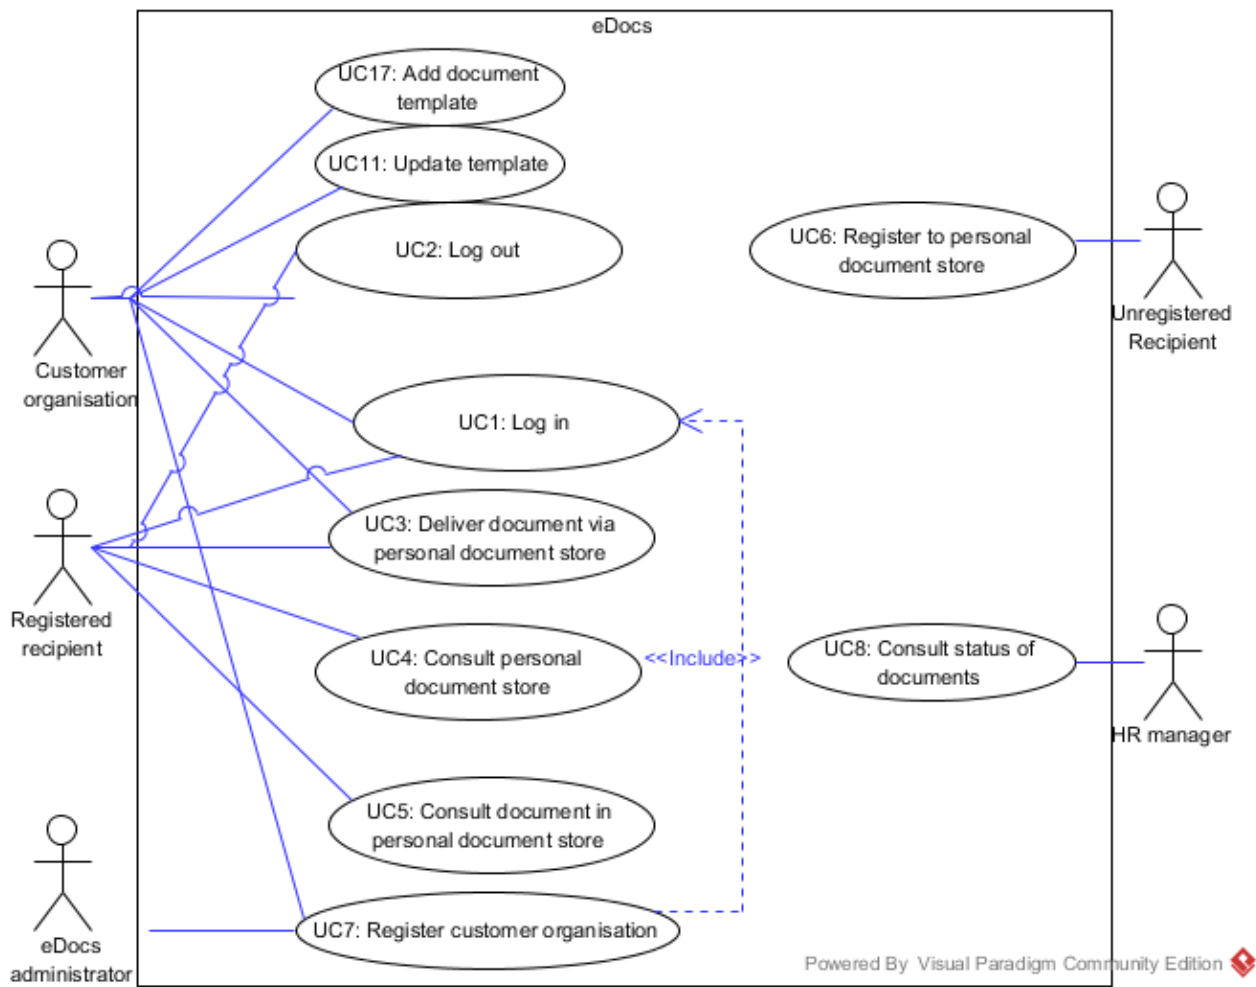 eDocs
UC17: Add document
template
UC11: Update template
UC2: Log out
UC6: Register to personal
document store
Unregistered
Recipient
Customer
organisation
UC1: Log in
UC3: Deliver document via
personal document store
Registered
recipient
UC4: Consult personal
document store
<<Include>>
UC8: Consult status of
documents
HR manager
UC5: Consult document in
personal document store
UC7: Register customer organisation
eDocs
administrator
Powered By Visual Paradigm Community Edition